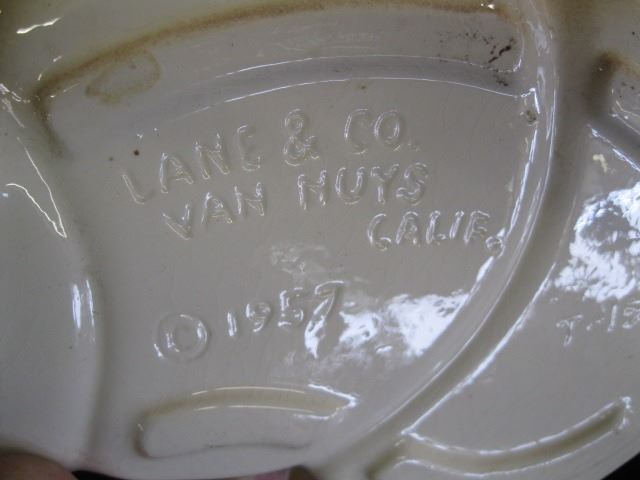 LANE & CO.
VAN NUYS
CALIF.
© 1957